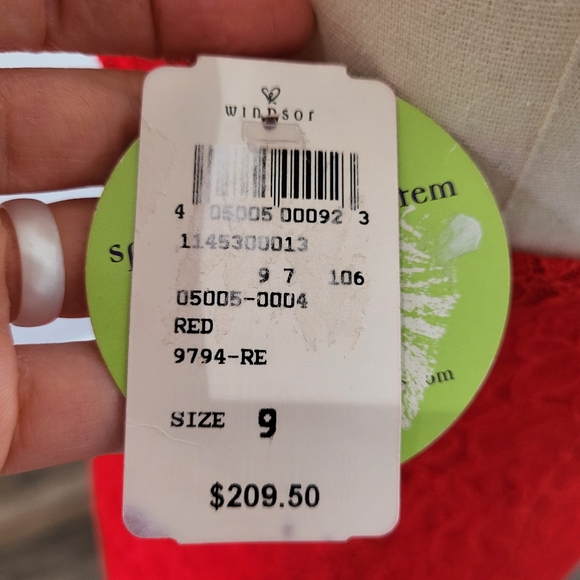 WINDSOR
4 05005 00092 3
1145300013
9 7 106
05005-0004
RED
9794-RE
SIZE 9
$209.50